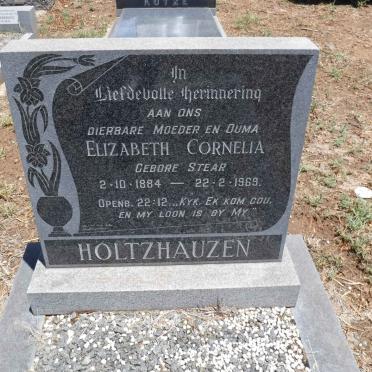 KOTZE
In
Liefdevolle Herinnering
AAN ONS
DIERBARE MOEDER EN OUMA
ELIZABETH CORNELIA
GEBORE STEAR
2-10-1884 — 22-2-1969.
OPENB. 22:12 „KYK, EK KOM GOU,
EN MY LOON IS BY MY"
HOLTZHAUZEN